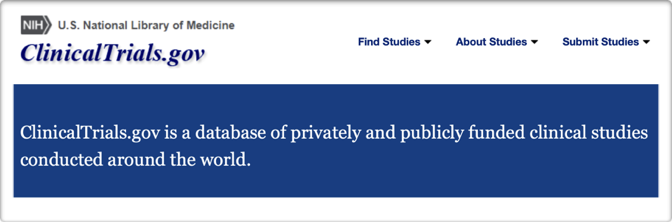 NIH U.S. National Library of Medicine
ClinicalTrials.gov
Find Studies About Studies Submit Studies
ClinicalTrials.gov is a database of privately and publicly funded clinical studies
conducted around the world.